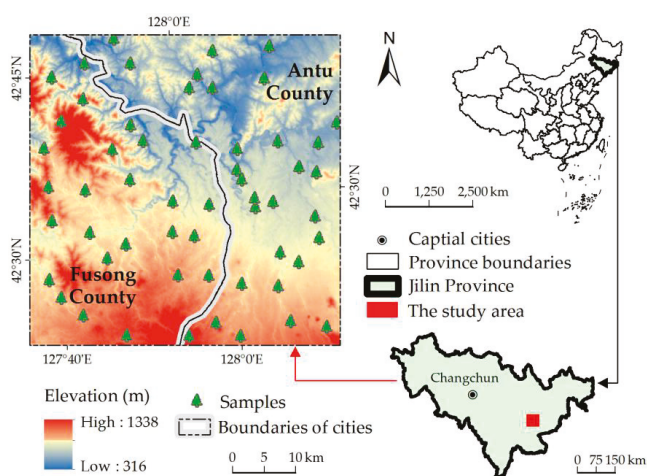 128°0'E
N
42°45'N
Antu
County
42°30'N
0 1,250 2,500 km
Captial cities
Province boundaries
Jilin Province
The study area
42°30'N
Fusong
County
127°40'E
128°0'E
Changchun
Elevation (m)
High : 1338
Low : 316
Samples
Boundaries of cities
0 5 10 km
0 75 150 km